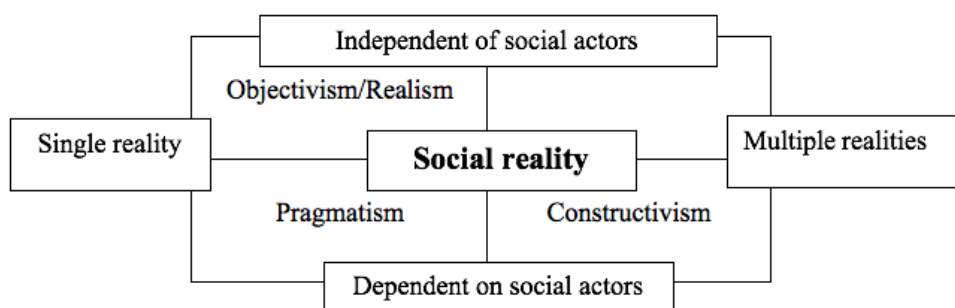 Independent of social actors
Objectivism/Realism
Single reality
Social reality
Multiple realities
Pragmatism
Constructivism
Dependent on social actors